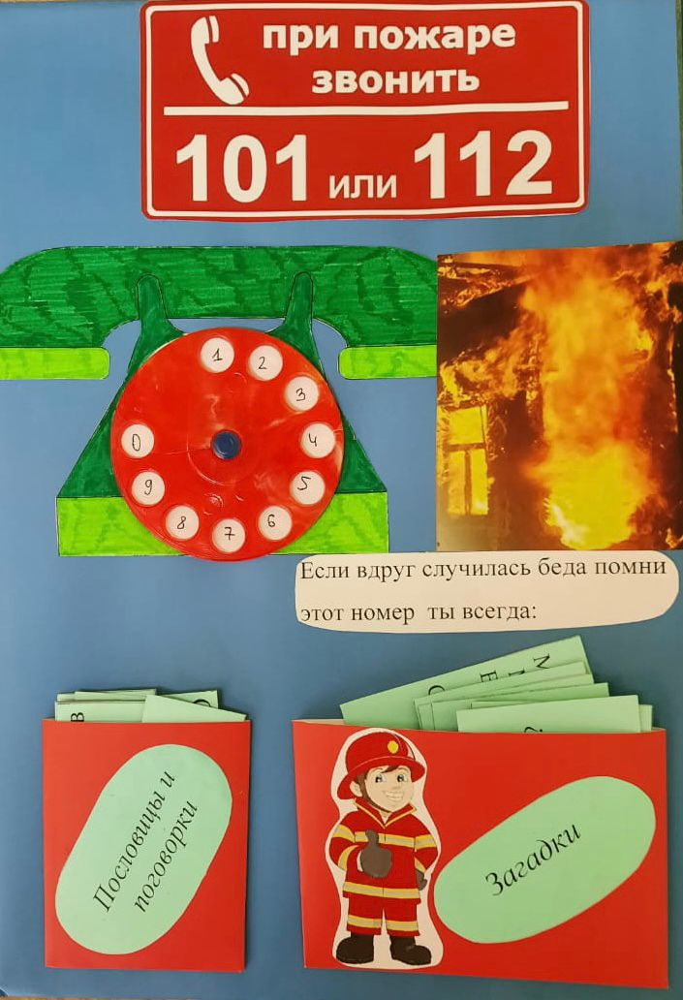 при пожаре
звонить
101 или 112
1
2
3
4
5
6
7
8
9
0
Если вдруг случилась беда помни
этот номер ты всегда:
Пословицы и
поговорки
Загадки